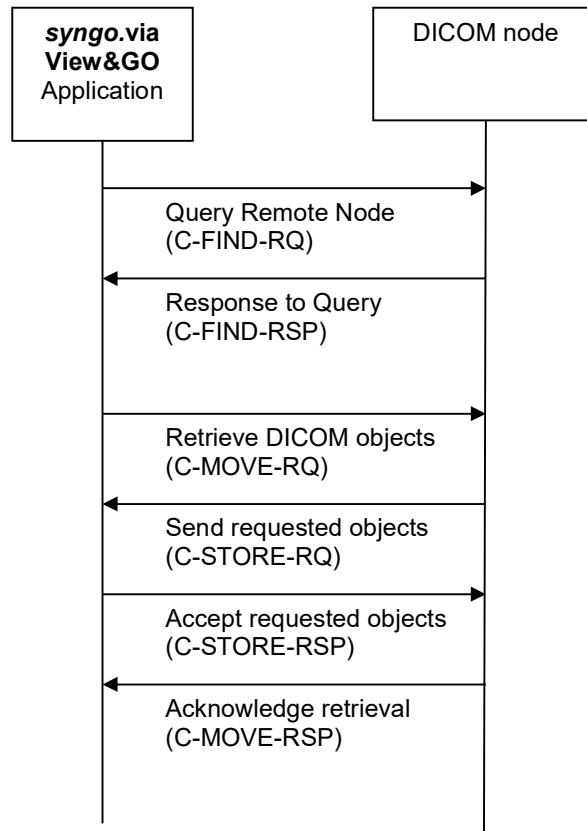 syngo.via
View&GO
Application
DICOM node
Query Remote Node
(C-FIND-RQ)
Response to Query
(C-FIND-RSP)
Retrieve DICOM objects
(C-MOVE-RQ)
Send requested objects
(C-STORE-RQ)
Accept requested objects
(C-STORE-RSP)
Acknowledge retrieval
(C-MOVE-RSP)